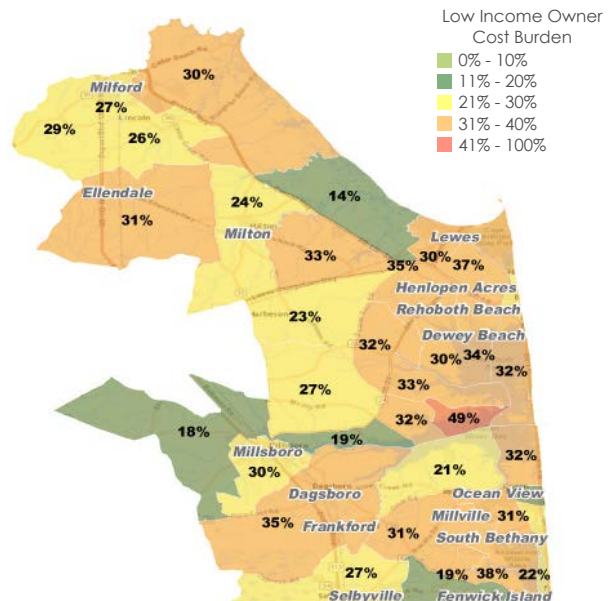 Low Income Owner
Cost Burden
0% - 10%
11% - 20%
21% - 30%
31% - 40%
41% - 100%
30%
Milford
27%
29%
Lincoln
26%
Ellendale
24%
14%
31%
Milton
33%
Lewes
30%
35%
37%
Henlopen Acres
Rehoboth Beach
23%
32%
Dewey Beach
30%
34%
32%
27%
33%
32%
49%
18%
19%
Millsboro
32%
30%
21%
Dagsboro
Ocean View
35%
Frankford
31%
Millville
31%
South Bethany
27%
19%
38%
22%
Selbyville
Fenwick Island